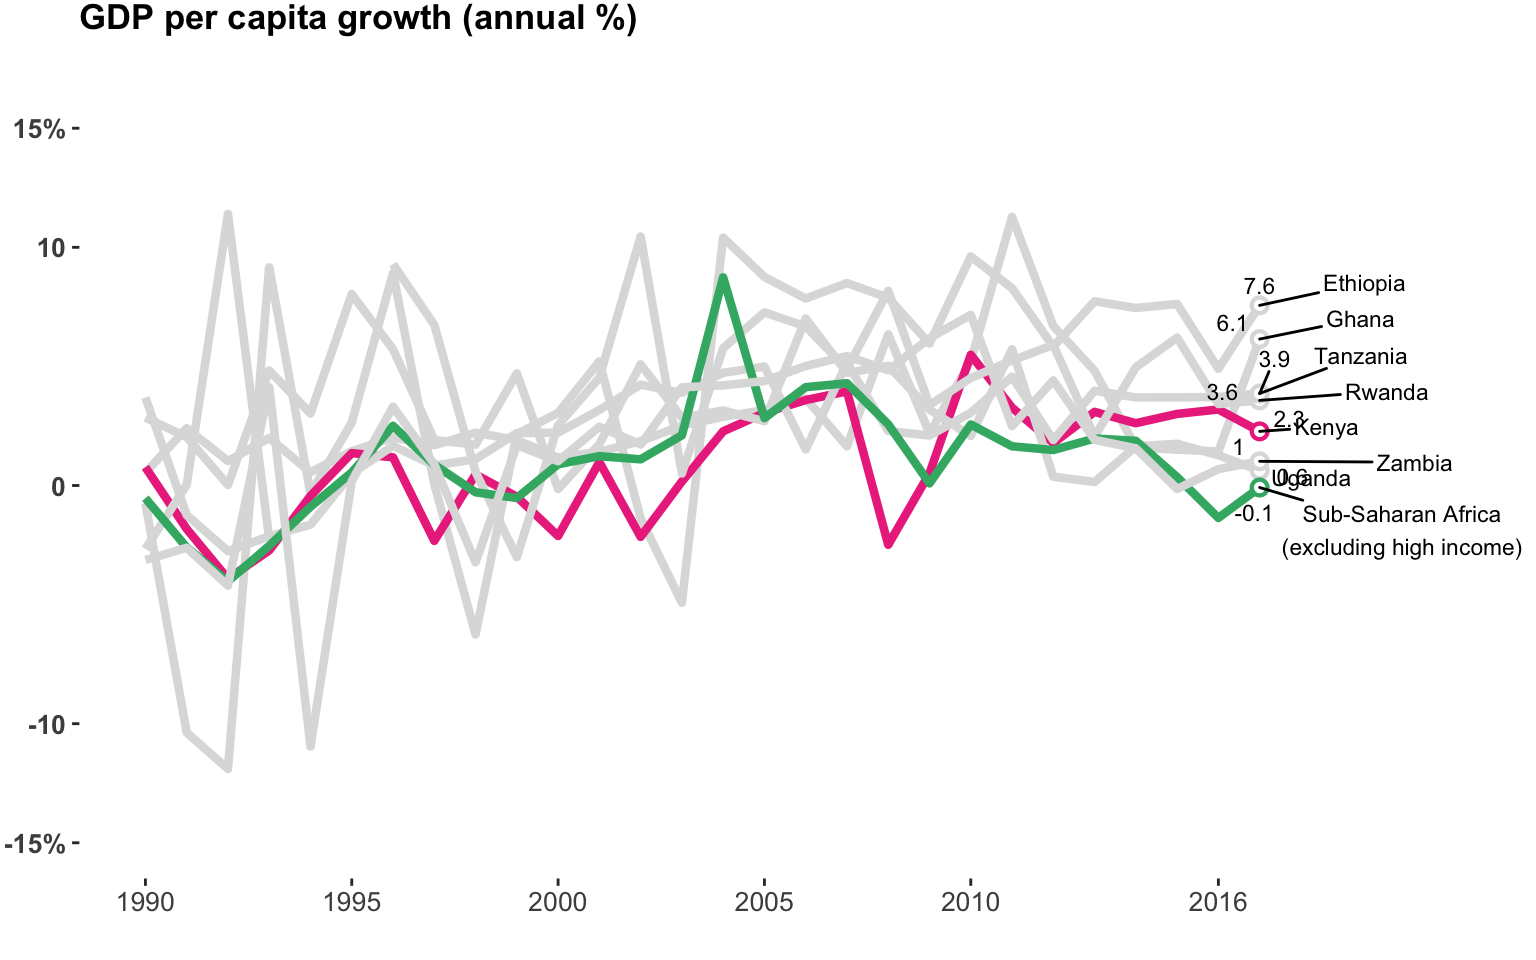 GDP per capita growth (annual %)
15%
10
0
-10
-15%
7.6
Ethiopia
6.1
Ghana
3.9
Tanzania
3.6
Rwanda
2.3
Kenya
1
Zambia
0.6
Uganda
-0.1
Sub-Saharan Africa
(excluding high income)
1990 1995 2000 2005 2010 2016